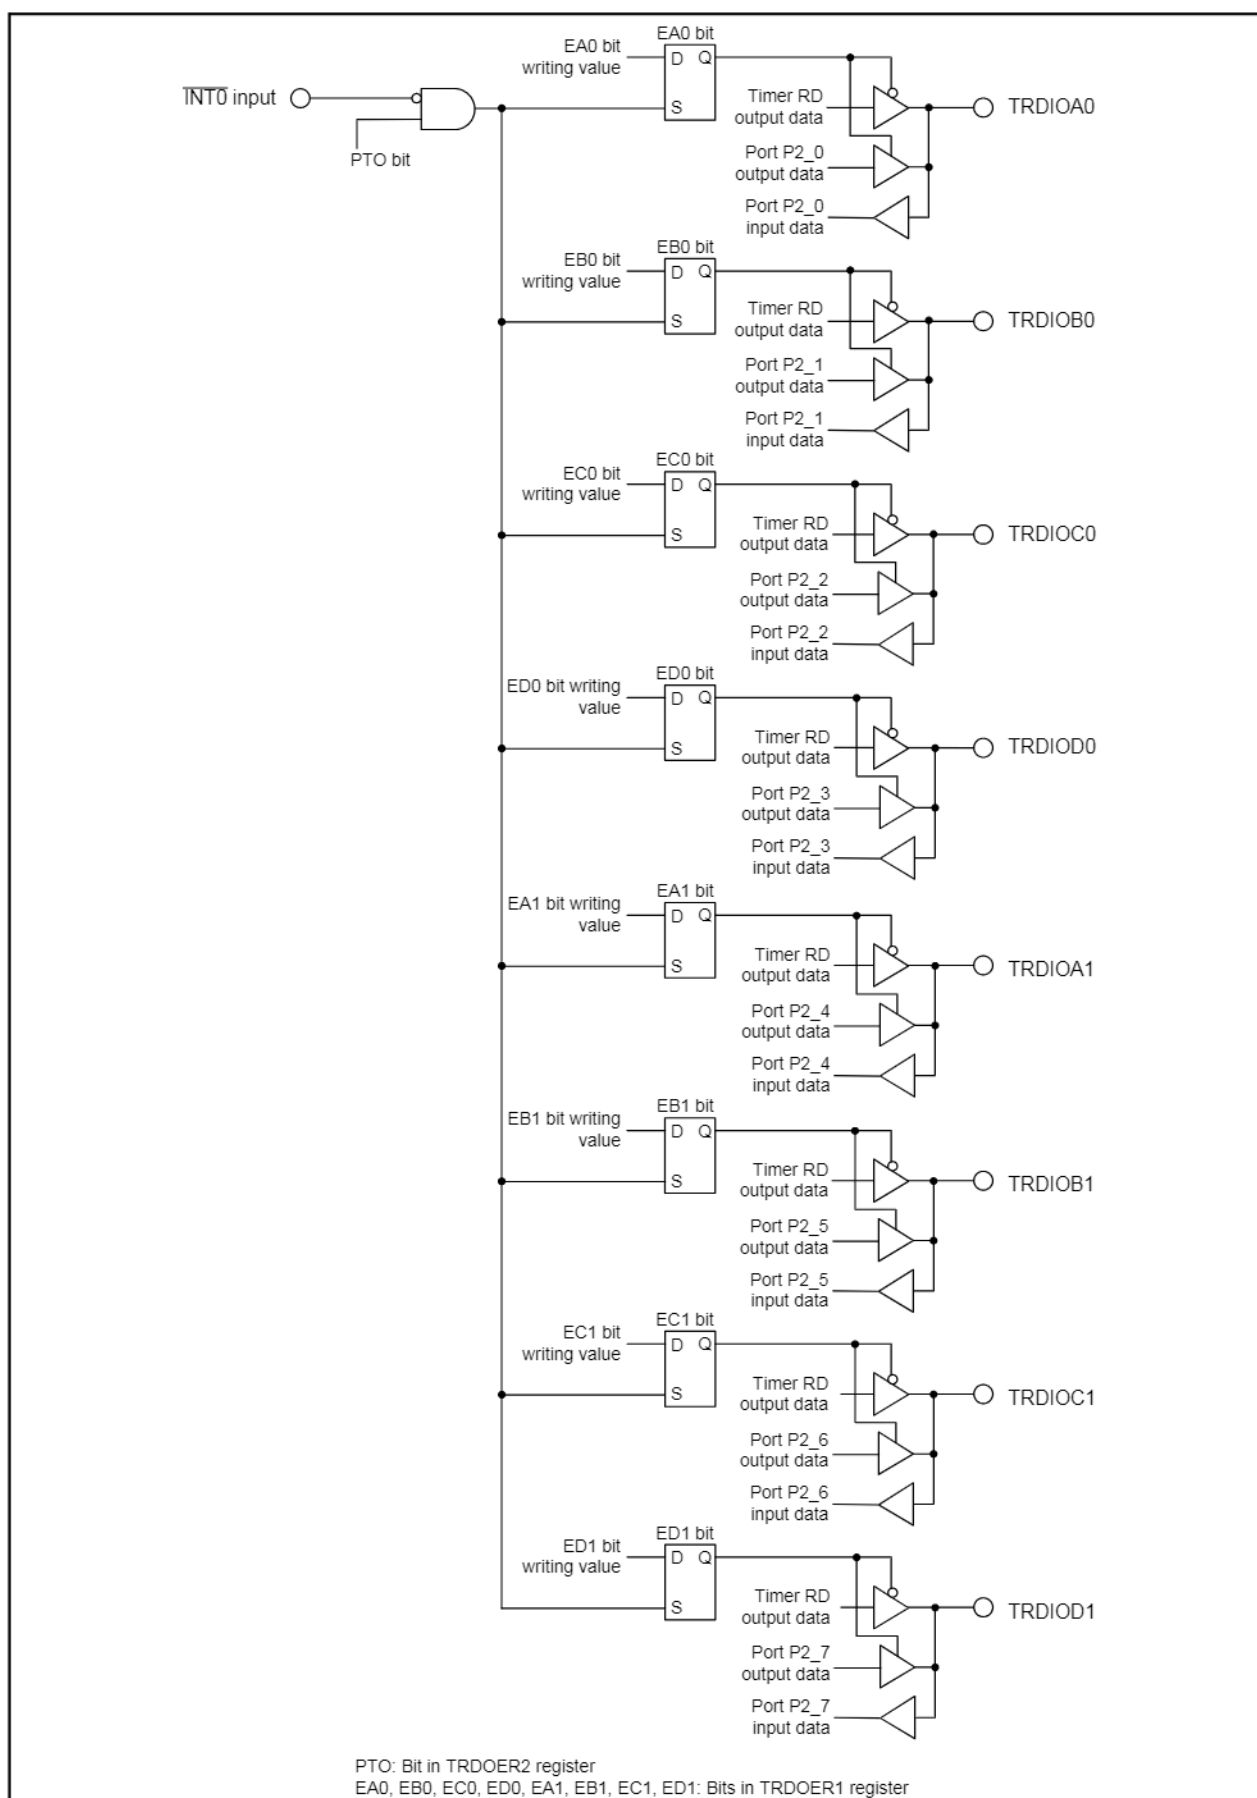 EA0 bit
EA0 bit
writing value
D Q
S
INT0 input
PTO bit
Timer RD
output data
TRDIOA0
Port P2_0
output data
Port P2_0
input data
EB0 bit
EB0 bit
writing value
D Q
S
Timer RD
output data
TRDIOB0
Port P2_1
output data
Port P2_1
input data
EC0 bit
EC0 bit
writing value
D Q
S
Timer RD
output data
TRDIOC0
Port P2_2
output data
Port P2_2
input data
ED0 bit
ED0 bit writing
value
D Q
S
Timer RD
output data
TRDIOD0
Port P2_3
output data
Port P2_3
input data
EA1 bit
EA1 bit writing
value
D Q
S
Timer RD
output data
TRDIOA1
Port P2_4
output data
Port P2_4
input data
EB1 bit
EB1 bit writing
value
D Q
S
Timer RD
output data
TRDIOB1
Port P2_5
output data
Port P2_5
input data
EC1 bit
EC1 bit
writing value
D Q
S
Timer RD
output data
TRDIOC1
Port P2_6
output data
Port P2_6
input data
ED1 bit
ED1 bit
writing value
D Q
S
Timer RD
output data
TRDIOD1
Port P2_7
output data
Port P2_7
input data
PTO: Bit in TRDOER2 register
EA0, EB0, EC0, ED0, EA1, EB1, EC1, ED1: Bits in TRDOER1 register